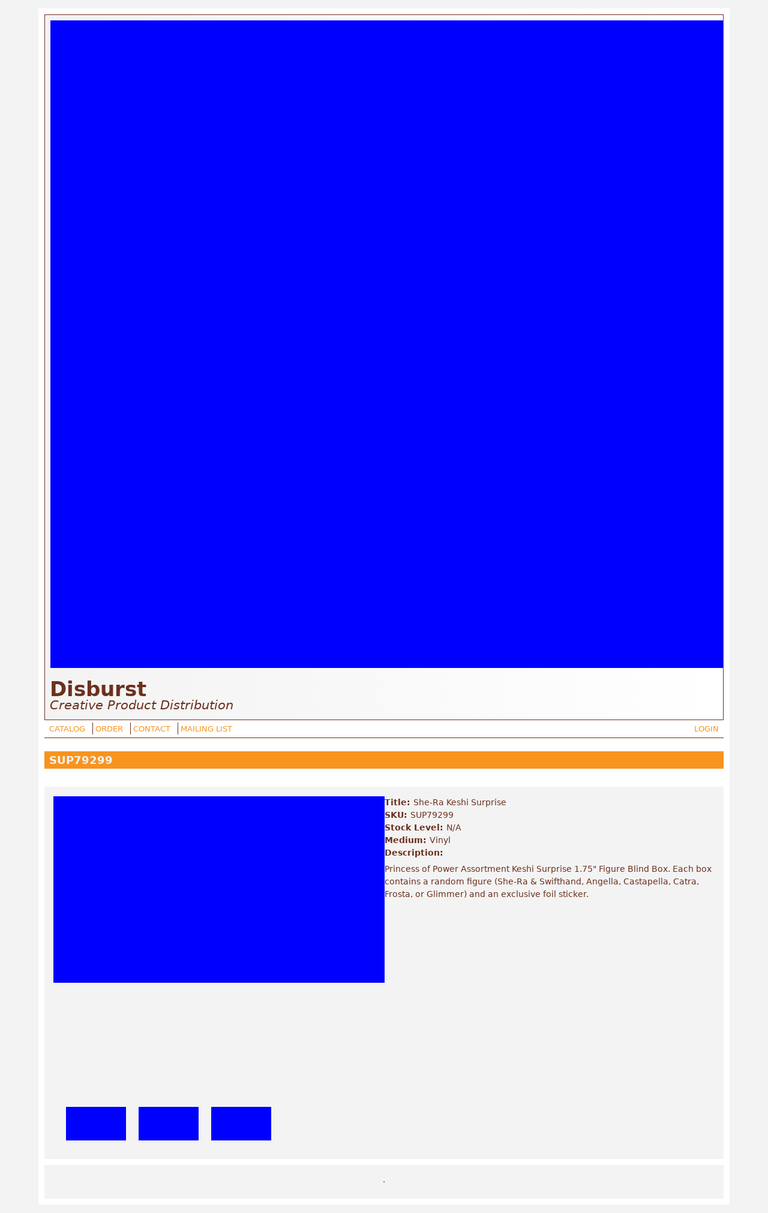 Disburst
Creative Product Distribution
CATALOG ORDER CONTACT MAILING LIST LOGIN
SUP79299
Title: She-Ra Keshi Surprise
SKU: SUP79299
Stock Level: N/A
Medium: Vinyl
Description:
Princess of Power Assortment Keshi Surprise 1.75" Figure Blind Box. Each box
contains a random figure (She-Ra & Swifthand, Angella, Castapella, Catra,
Frosta, or Glimmer) and an exclusive foil sticker.
.